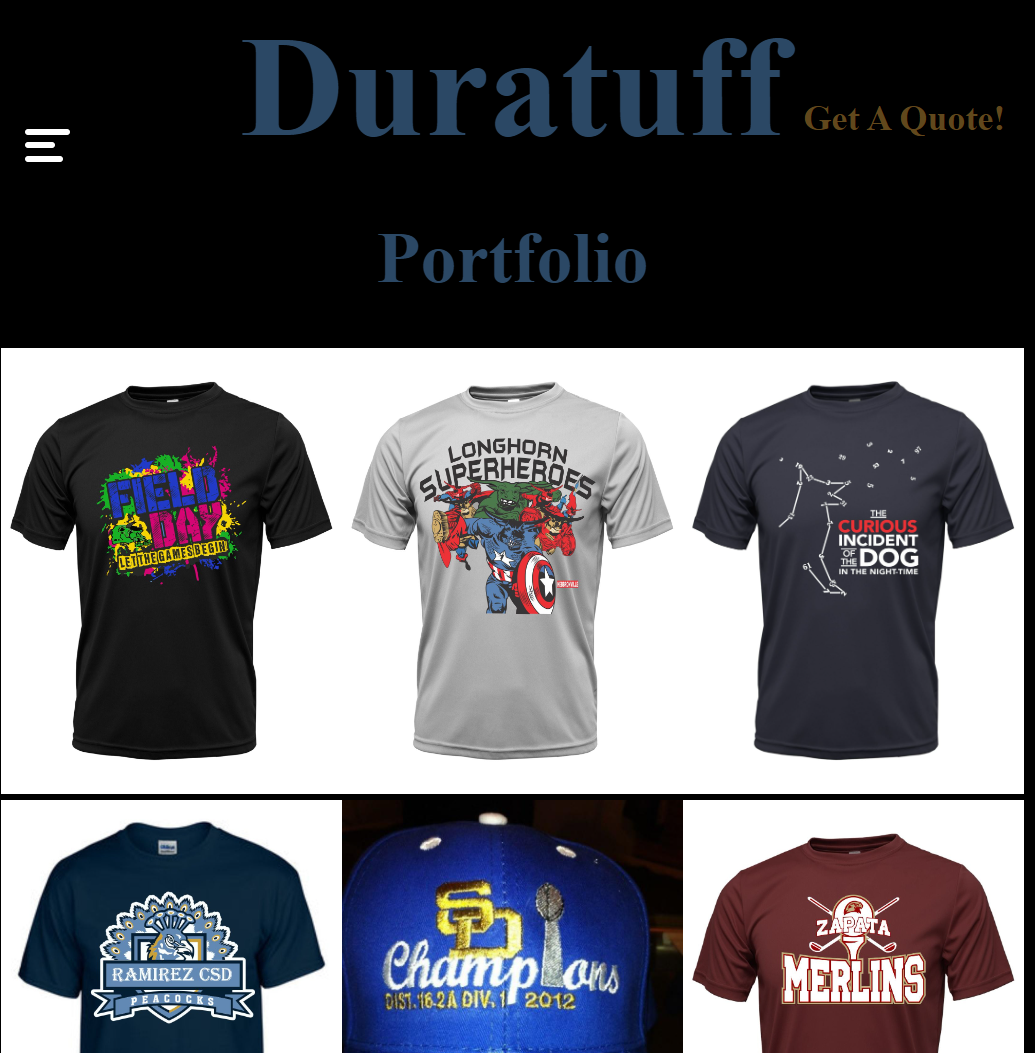 Duratuff
Get A Quote!
Portfolio
FIELD
DAY
LET THE GAMES BEGIN
LONGHORN
SUPERHEROES
HEBBRONVILLE
THE
CURIOUS
INCIDENT
OF THE DOG
IN THE NIGHT-TIME
RAMIREZ CSD
PEACOCKS
SD
Champions
DIST. 16-2A DIV. 1 2012
ZAPATA
MERLINS